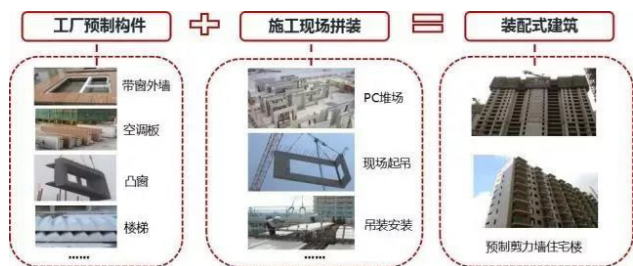 工厂预制构件
施工现场拼装
装配式建筑
带窗外墙
空调板
凸窗
楼梯
......
PC堆场
现场起吊
吊装安装
......
预制剪力墙住宅楼